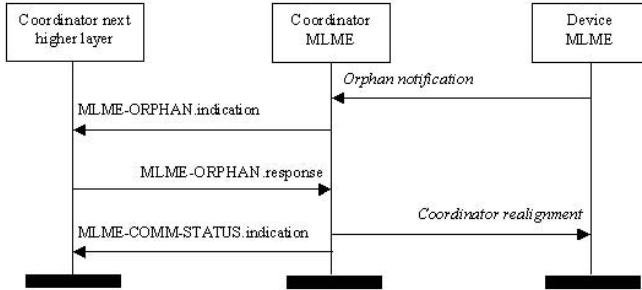 Coordinator next
higher layer
Coordinator
MLME
Device
MLME
Orphan notification
MLME-ORPHAN.indication
MLME-ORPHAN.response
Coordinator realignment
MLME-COMM-STATUS.indication